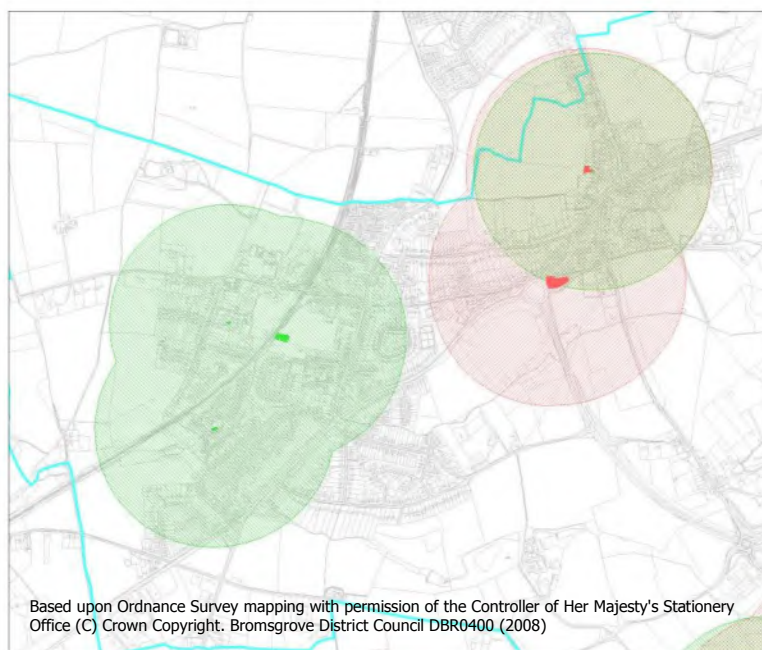 Based upon Ordnance Survey mapping with permission of the Controller of Her Majesty's Stationery
Office (C) Crown Copyright. Bromsgrove District Council DBR0400 (2008)